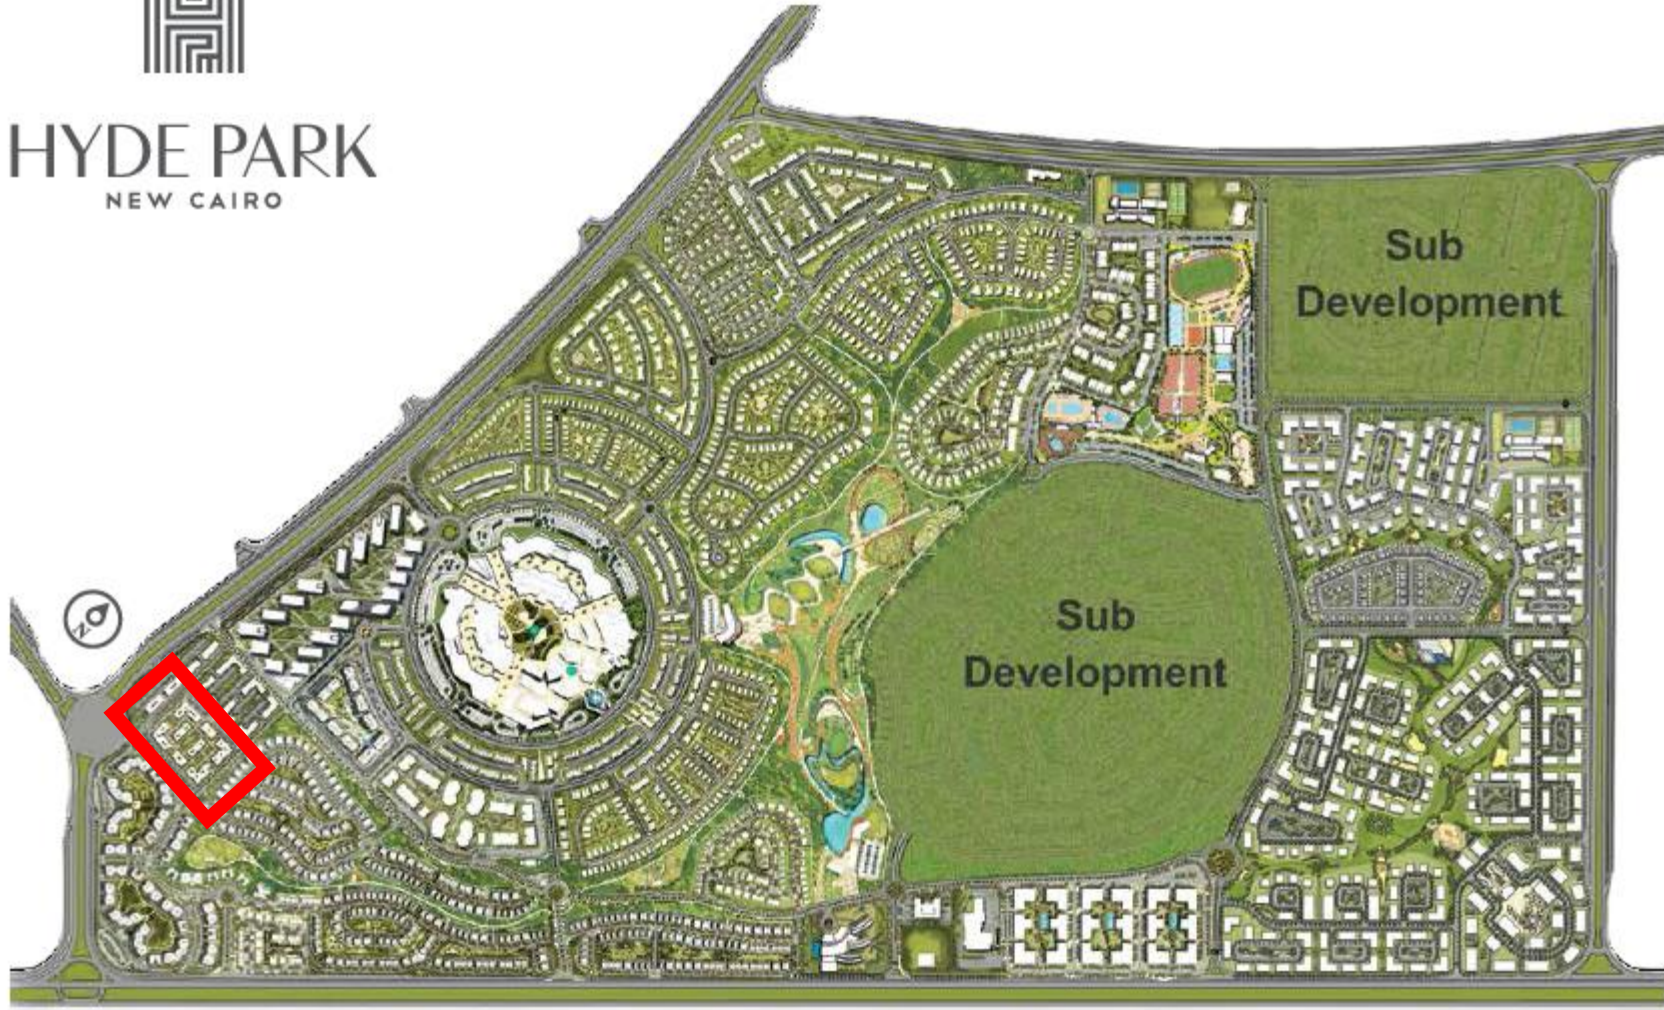 HYDE PARK
NEW CAIRO
Sub
Development
Sub
Development
N